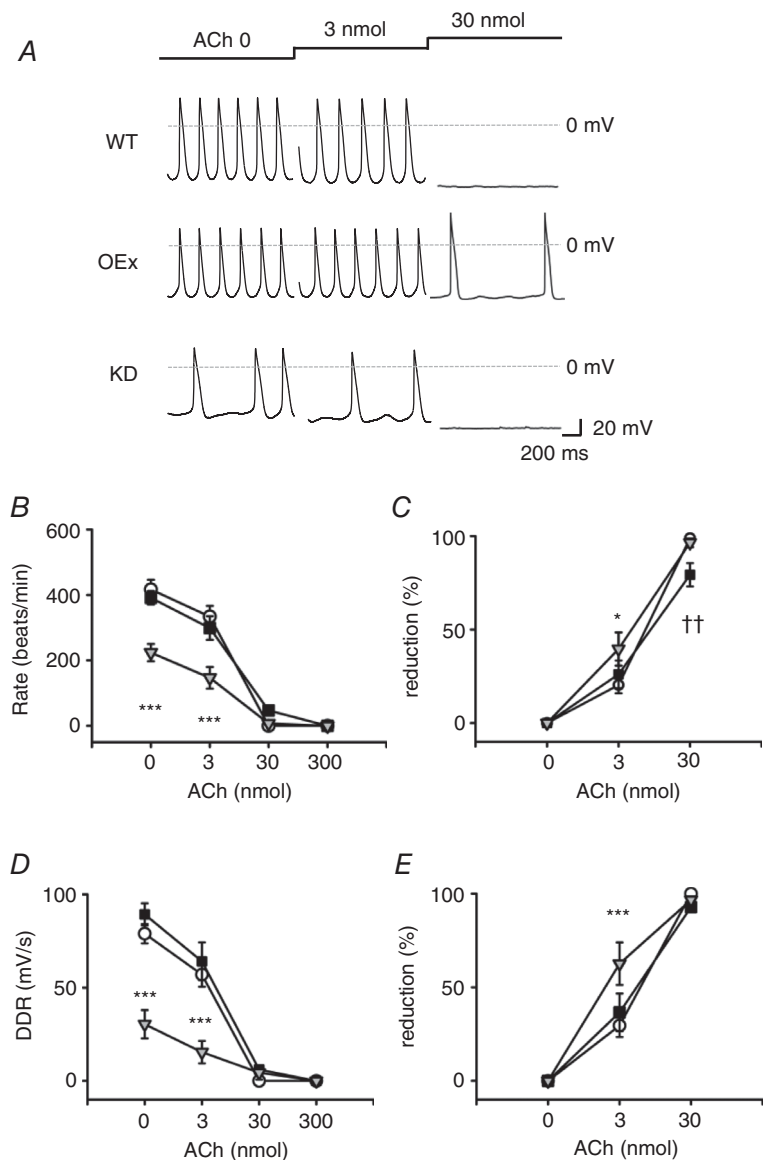 A
ACh 0
3 nmol
30 nmol
WT
0 mV
OEx
0 mV
KD
0 mV
20 mV
200 ms
B
Rate (beats/min)
600
400
200
0
***
***
0 3 30 300
ACh (nmol)
C
reduction (%)
100
50
0
*
††
0 3 30
ACh (nmol)
D
DDR (mV/s)
100
50
0
***
***
0 3 30 300
ACh (nmol)
E
reduction (%)
100
50
0
***
0 3 30
ACh (nmol)